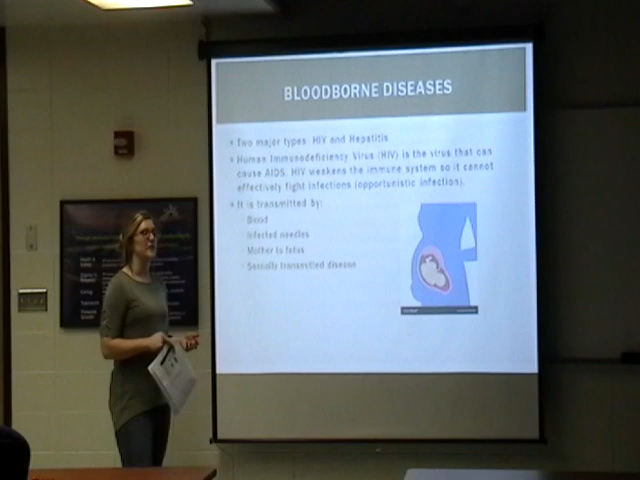 BLOODBORNE DISEASES
Two major types: HIV and Hepatitis
Human Immunodeficiency Virus (HIV) is the virus that can
cause AIDS. HIV weakens the immune system so it cannot
effectively fight infections (opportunistic infection).
It is transmitted by:
Blood
Infected needles
Mother to fetus
Sexually transmitted disease